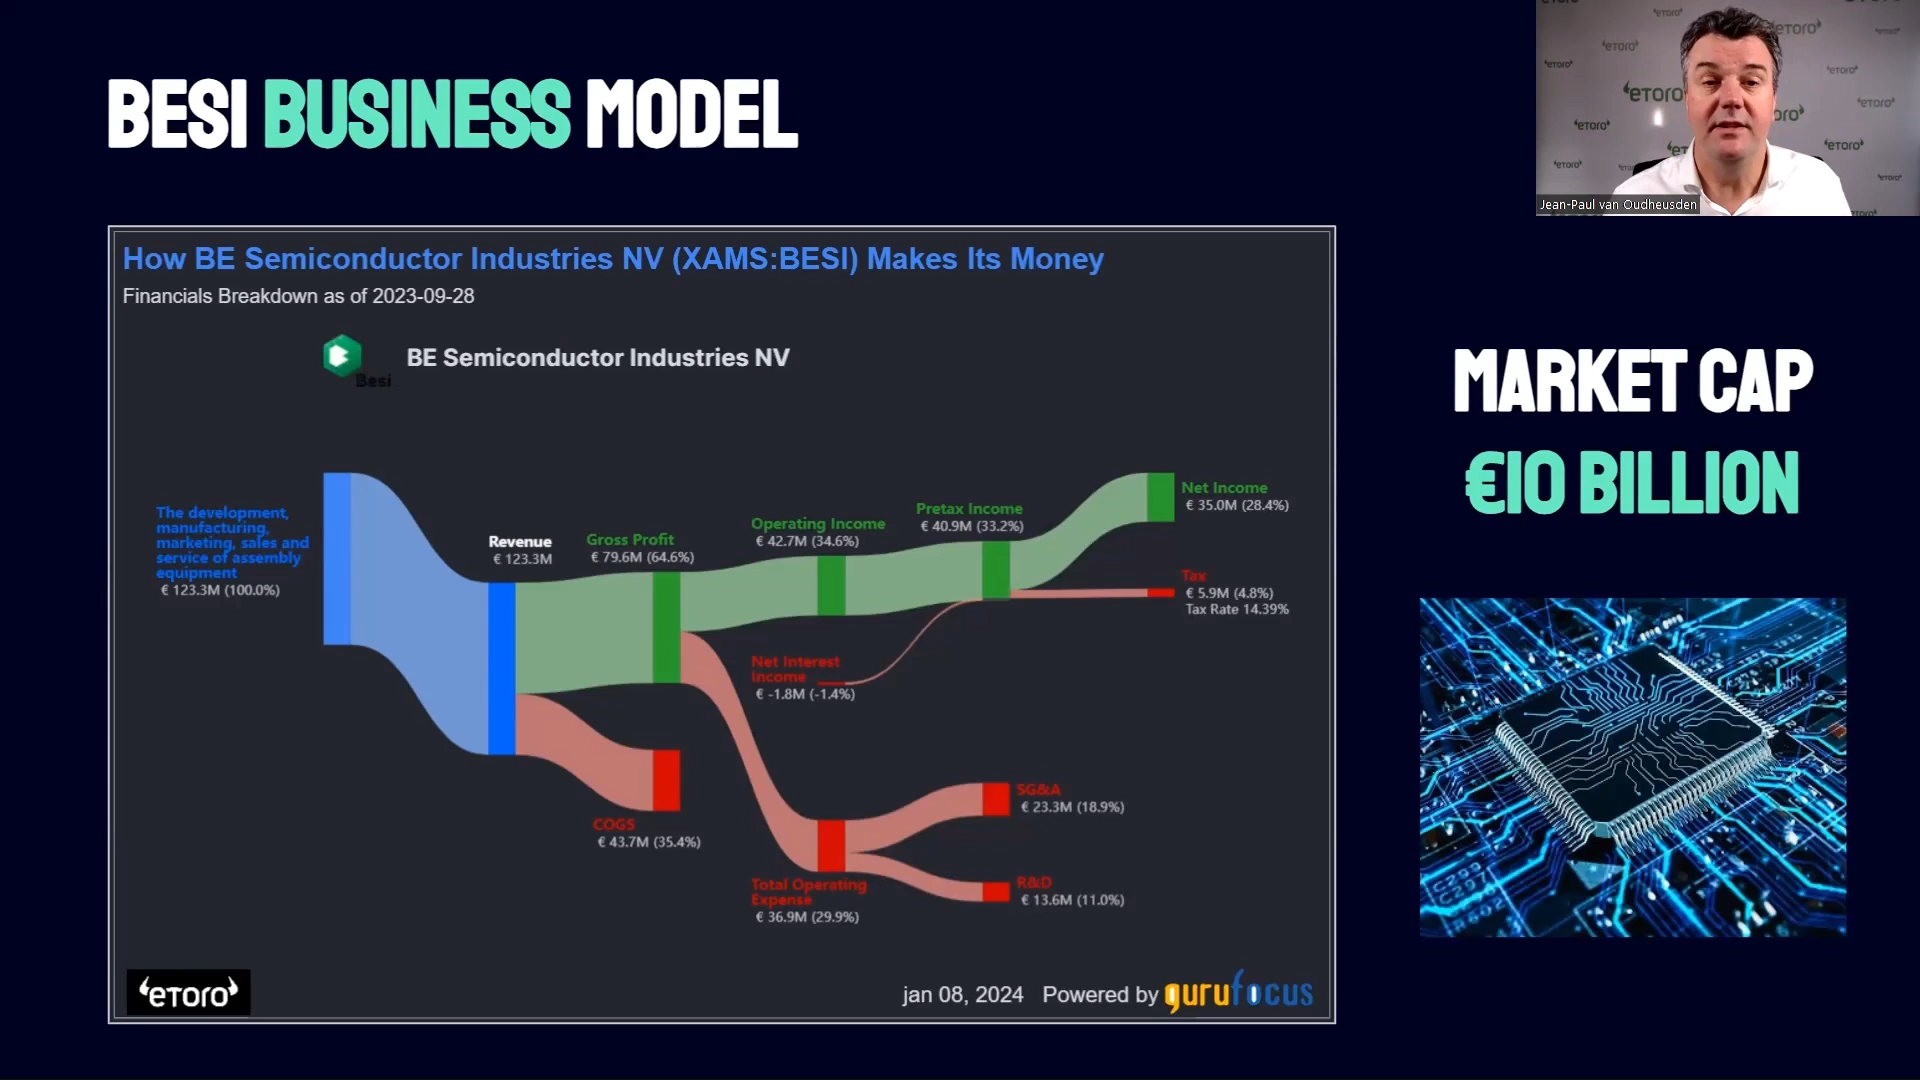 BESI BUSINESS MODEL
How BE Semiconductor Industries NV (XAMS:BESI) Makes Its Money
Financials Breakdown as of 2023-09-28
Besi
BE Semiconductor Industries NV
The development,
manufacturing,
marketing, sales and
service of assembly
equipment
€ 123.3M (100.0%)
Revenue
€ 123.3M
Gross Profit
€ 79.6M (64.6%)
Operating Income
€ 42.7M (34.6%)
Pretax Income
€ 40.9M (33.2%)
Net Income
€ 35.0M (28.4%)
Tax
€ 5.9M (4.8%)
Tax Rate 14.39%
Net Interest
Income
€ -1.8M (-1.4%)
COGS
€ 43.7M (35.4%)
SG&A
€ 23.3M (18.9%)
Total Operating
Expense
€ 36.9M (29.9%)
R&D
€ 13.6M (11.0%)
etoro
jan 08, 2024 Powered by gurufocus
MARKET CAP
€10 BILLION
etoro
Jean-Paul van Oudheusden
C292
C297